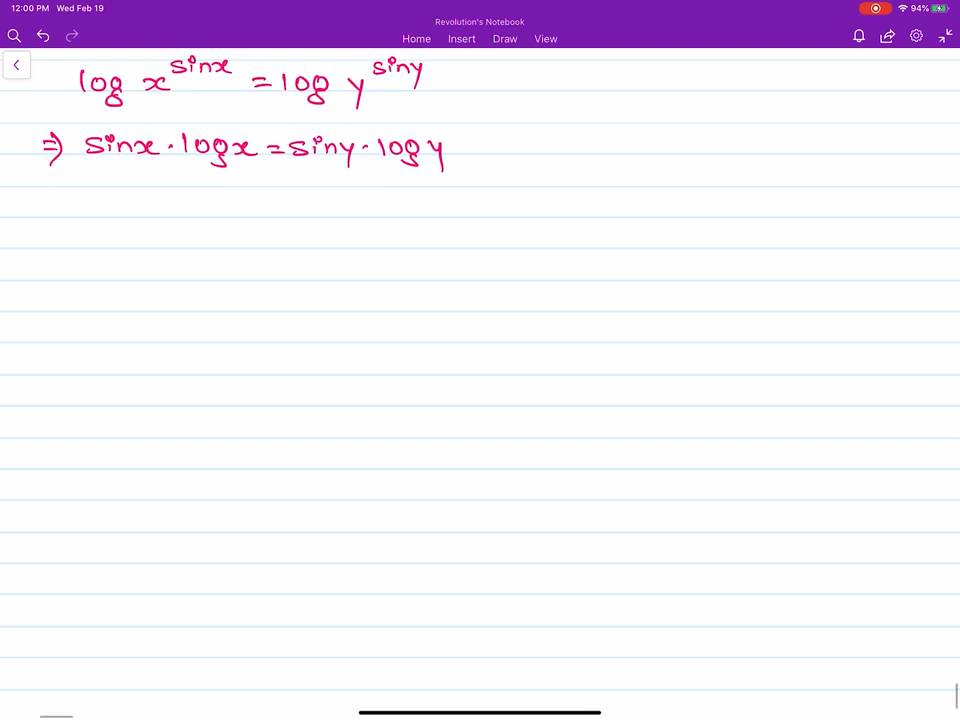 12:00 PM Wed Feb 19
94%
Revolution's Notebook
Home Insert Draw View
log x^sinx = log y^siny
⇒ sinx · logx = siny · log y